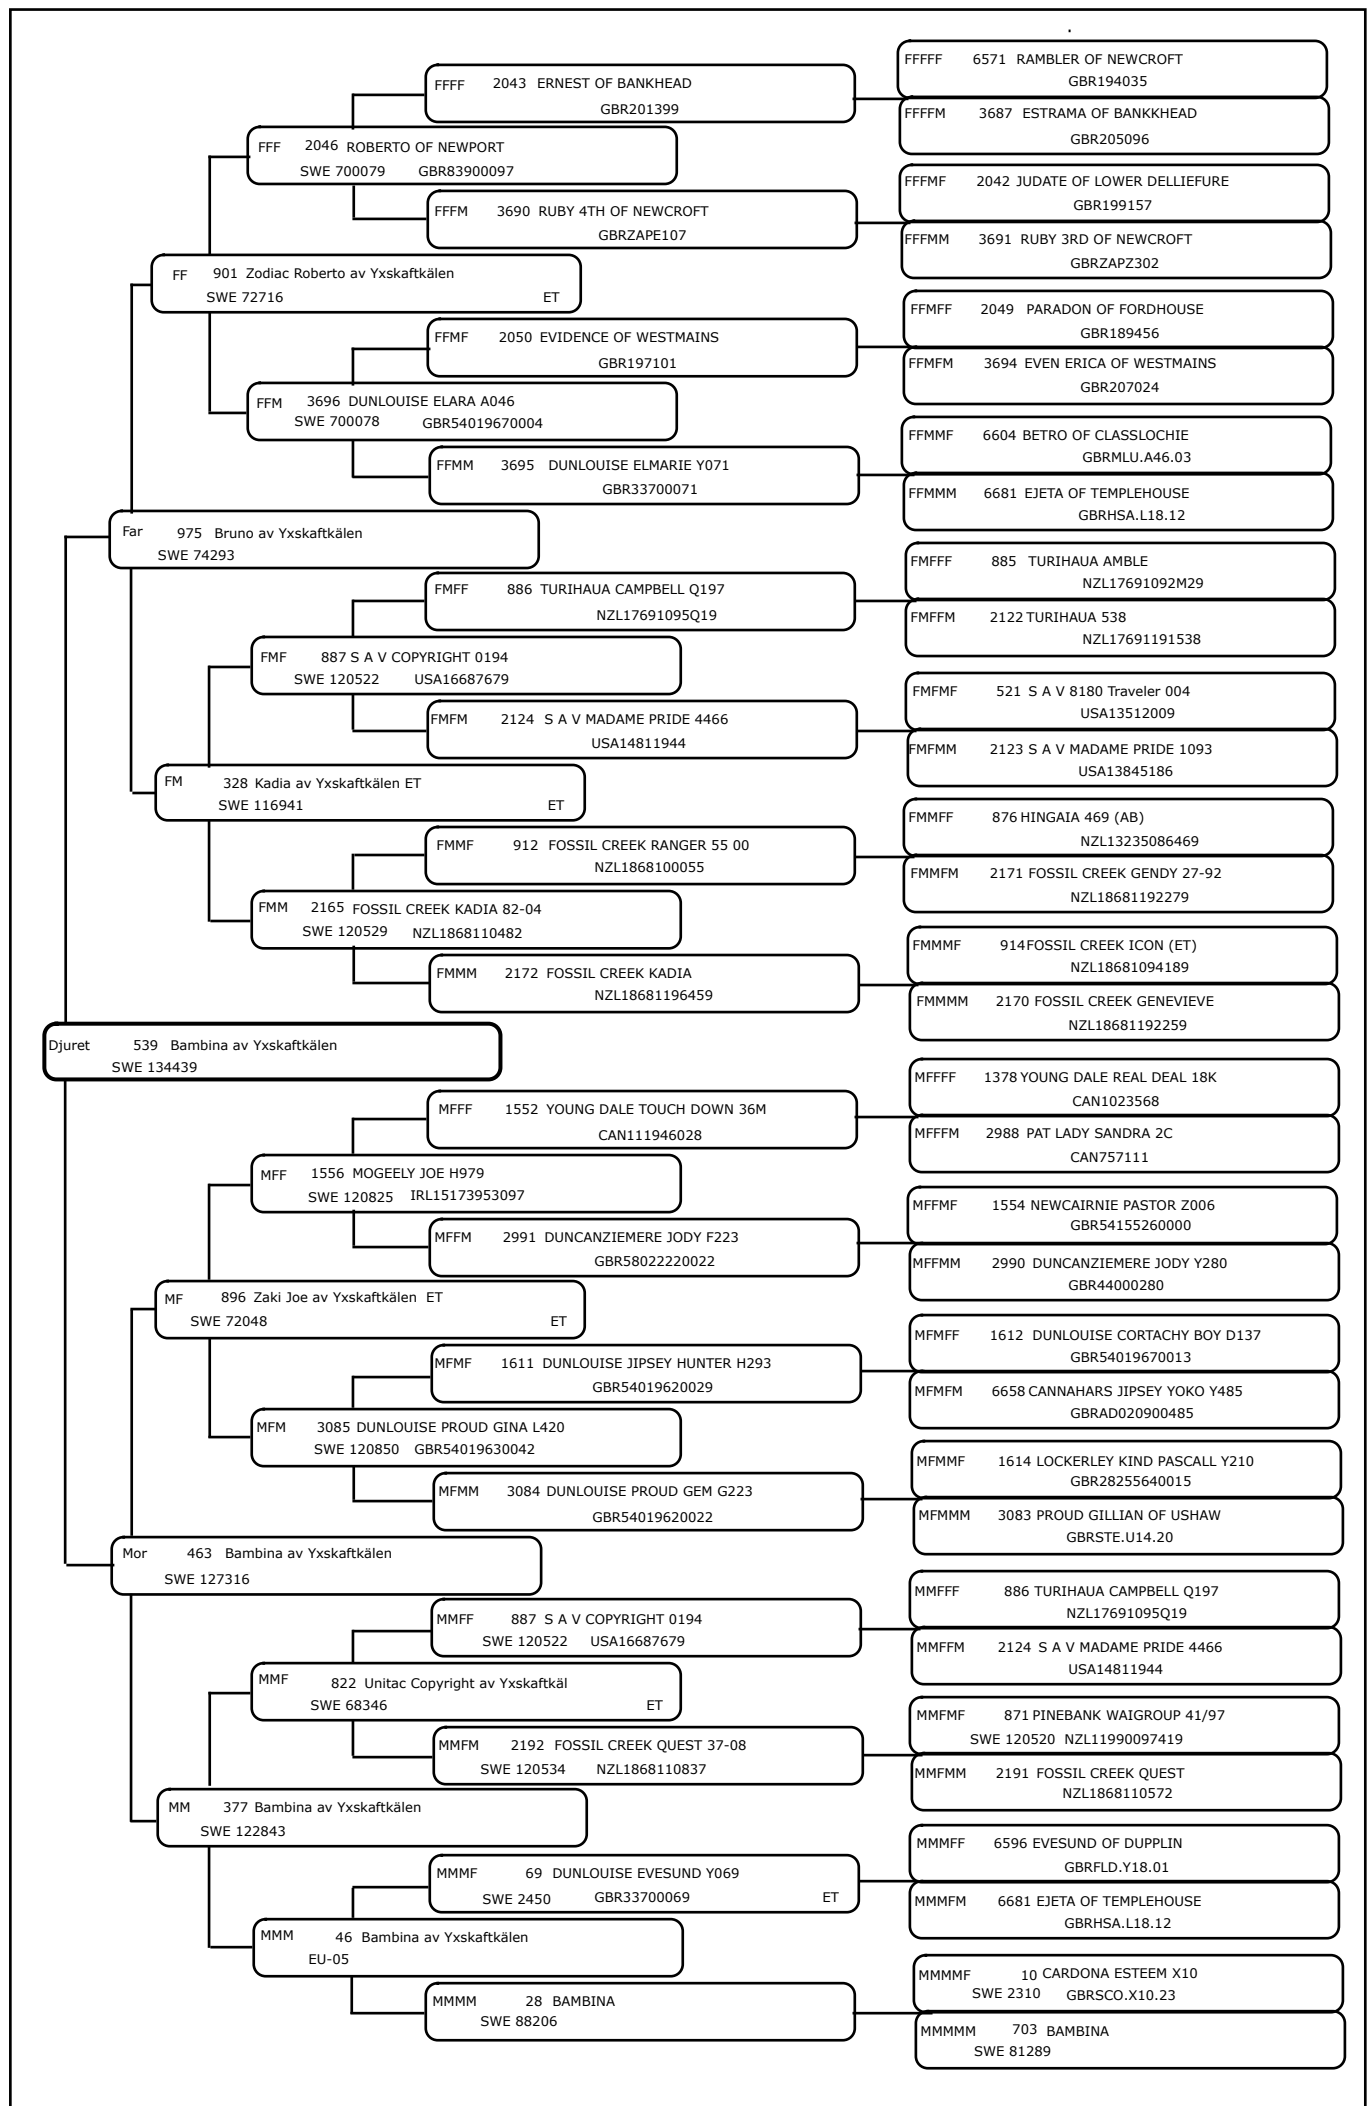 FFFFF 6571 RAMBLER OF NEWCROFT
GBR194035
FFFF 2043 ERNEST OF BANKHEAD
GBR201399
FFFFM 3687 ESTRAMA OF BANKKHEAD
GBR205096
FFF 2046 ROBERTO OF NEWPORT
SWE 700079 GBR83900097
FFFMF 2042 JUDATE OF LOWER DELLIEFURE
GBR199157
FFFM 3690 RUBY 4TH OF NEWCROFT
GBRZAPE107
FFFMM 3691 RUBY 3RD OF NEWCROFT
GBRZAPZ302
FF 901 Zodiac Roberto av Yxskaftkälen
SWE 72716 ET
FFMFF 2049 PARADON OF FORDHOUSE
GBR189456
FFMF 2050 EVIDENCE OF WESTMAINS
GBR197101
FFMFM 3694 EVEN ERICA OF WESTMAINS
GBR207024
FFM 3696 DUNLOUISE ELARA A046
SWE 700078 GBR54019670004
FFMMF 6604 BETRO OF CLASSLOCHIE
GBRMLU.A46.03
FFMM 3695 DUNLOUISE ELMARIE Y071
GBR33700071
FFMMM 6681 EJETA OF TEMPLEHOUSE
GBRHSA.L18.12
Far 975 Bruno av Yxskaftkälen
SWE 74293
FMFFF 885 TURIHAUA AMBLE
NZL17691092M29
FMFF 886 TURIHAUA CAMPBELL Q197
NZL17691095Q19
FMFFM 2122 TURIHAUA 538
NZL17691191538
FMF 887 S A V COPYRIGHT 0194
SWE 120522 USA16687679
FMFMF 521 S A V 8180 Traveler 004
USA13512009
FMFM 2124 S A V MADAME PRIDE 4466
USA14811944
FMFMM 2123 S A V MADAME PRIDE 1093
USA13845186
FM 328 Kadia av Yxskaftkälen ET
SWE 116941 ET
FMMFF 876 HINGAIA 469 (AB)
NZL13235086469
FMMF 912 FOSSIL CREEK RANGER 55 00
NZL1868100055
FMMFM 2171 FOSSIL CREEK GENDY 27-92
NZL18681192279
FMM 2165 FOSSIL CREEK KADIA 82-04
SWE 120529 NZL1868110482
FMMMF 914 FOSSIL CREEK ICON (ET)
NZL18681094189
FMMM 2172 FOSSIL CREEK KADIA
NZL18681196459
FMMMM 2170 FOSSIL CREEK GENEVIEVE
NZL18681192259
Djuret 539 Bambina av Yxskaftkälen
SWE 134439
MFFFF 1378 YOUNG DALE REAL DEAL 18K
CAN1023568
MFFF 1552 YOUNG DALE TOUCH DOWN 36M
CAN111946028
MFFFM 2988 PAT LADY SANDRA 2C
CAN757111
MFF 1556 MOGEELY JOE H979
SWE 120825 IRL15173953097
MFFMF 1554 NEWCAIRNIE PASTOR Z006
GBR54155260000
MFFM 2991 DUNCANZIEMERE JODY F223
GBR58022220022
MFFMM 2990 DUNCANZIEMERE JODY Y280
GBR44000280
MF 896 Zaki Joe av Yxskaftkälen ET
SWE 72048 ET
MFMFF 1612 DUNLOUISE CORTACHY BOY D137
GBR54019670013
MFMF 1611 DUNLOUISE JIPSEY HUNTER H293
GBR54019620029
MFMFM 6658 CANNAHARS JIPSEY YOKO Y485
GBRAD020900485
MFM 3085 DUNLOUISE PROUD GINA L420
SWE 120850 GBR54019630042
MFMMF 1614 LOCKERLEY KIND PASCALL Y210
GBR28255640015
MFMM 3084 DUNLOUISE PROUD GEM G223
GBR54019620022
MFMMM 3083 PROUD GILLIAN OF USHAW
GBRSTE.U14.20
Mor 463 Bambina av Yxskaftkälen
SWE 127316
MMFFF 886 TURIHAUA CAMPBELL Q197
NZL17691095Q19
MMFF 887 S A V COPYRIGHT 0194
SWE 120522 USA16687679
MMFFM 2124 S A V MADAME PRIDE 4466
USA14811944
MMF 822 Unitac Copyright av Yxskaftkäl
SWE 68346 ET
MMFMF 871 PINEBANK WAIGROUP 41/97
SWE 120520 NZL11990097419
MMFM 2192 FOSSIL CREEK QUEST 37-08
SWE 120534 NZL1868110837
MMFMM 2191 FOSSIL CREEK QUEST
NZL1868110572
MM 377 Bambina av Yxskaftkälen
SWE 122843
MMMFF 6596 EVESUND OF DUPPLIN
GBRFLD.Y18.01
MMMF 69 DUNLOUISE EVESUND Y069
SWE 2450 GBR33700069 ET
MMMFM 6681 EJETA OF TEMPLEHOUSE
GBRHSA.L18.12
MMM 46 Bambina av Yxskaftkälen
EU-05
MMMMF 10 CARDONA ESTEEM X10
SWE 2310 GBRSCO.X10.23
MMMM 28 BAMBINA
SWE 88206
MMMMM 703 BAMBINA
SWE 81289